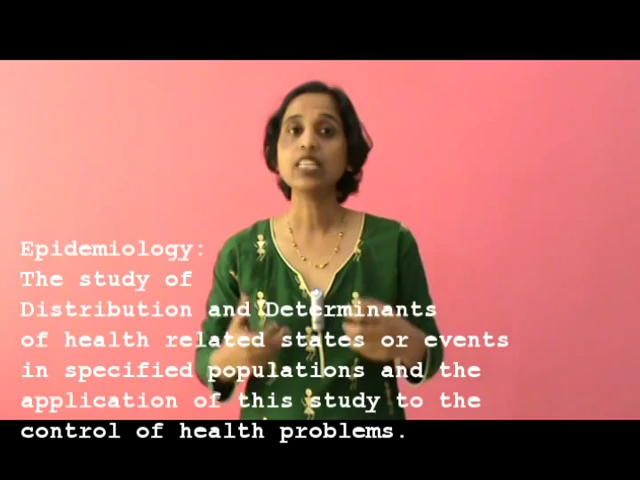 Epidemiology:
The study of
Distribution and Determinants
of health related states or events
in specified populations and the
application of this study to the
control of health problems.